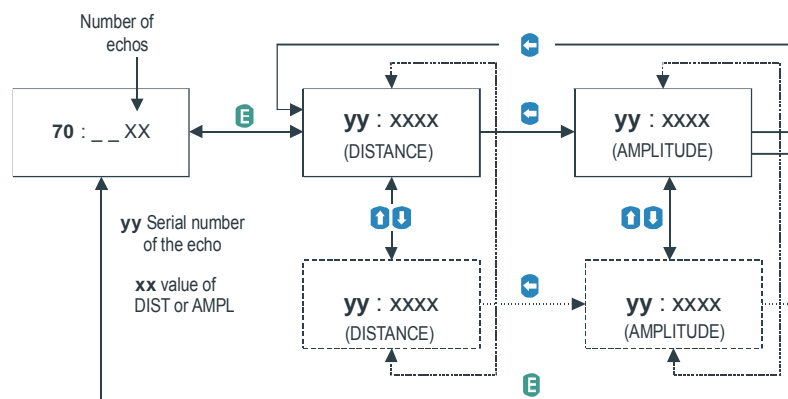 Number of
echos
70 : _ _ XX
E
yy : xxxx
(DISTANCE)
yy : xxxx
(AMPLITUDE)
yy Serial number
of the echo
xx value of
DIST or AMPL
yy : xxxx
(DISTANCE)
yy : xxxx
(AMPLITUDE)
E